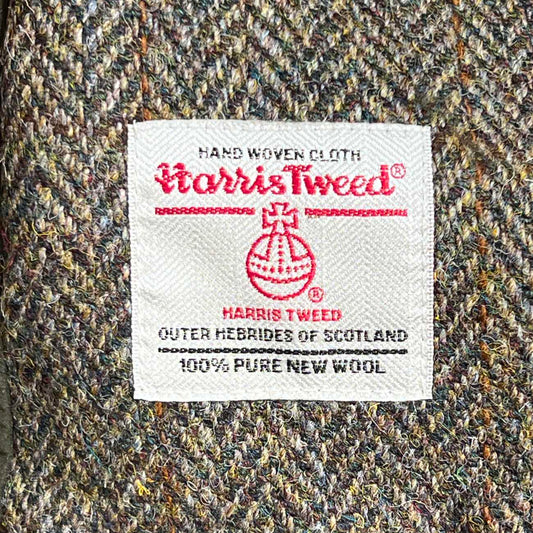 HAND WOVEN CLOTH
Harris Tweed®
®
HARRIS TWEED
OUTER HEBRIDES OF SCOTLAND
100% PURE NEW WOOL